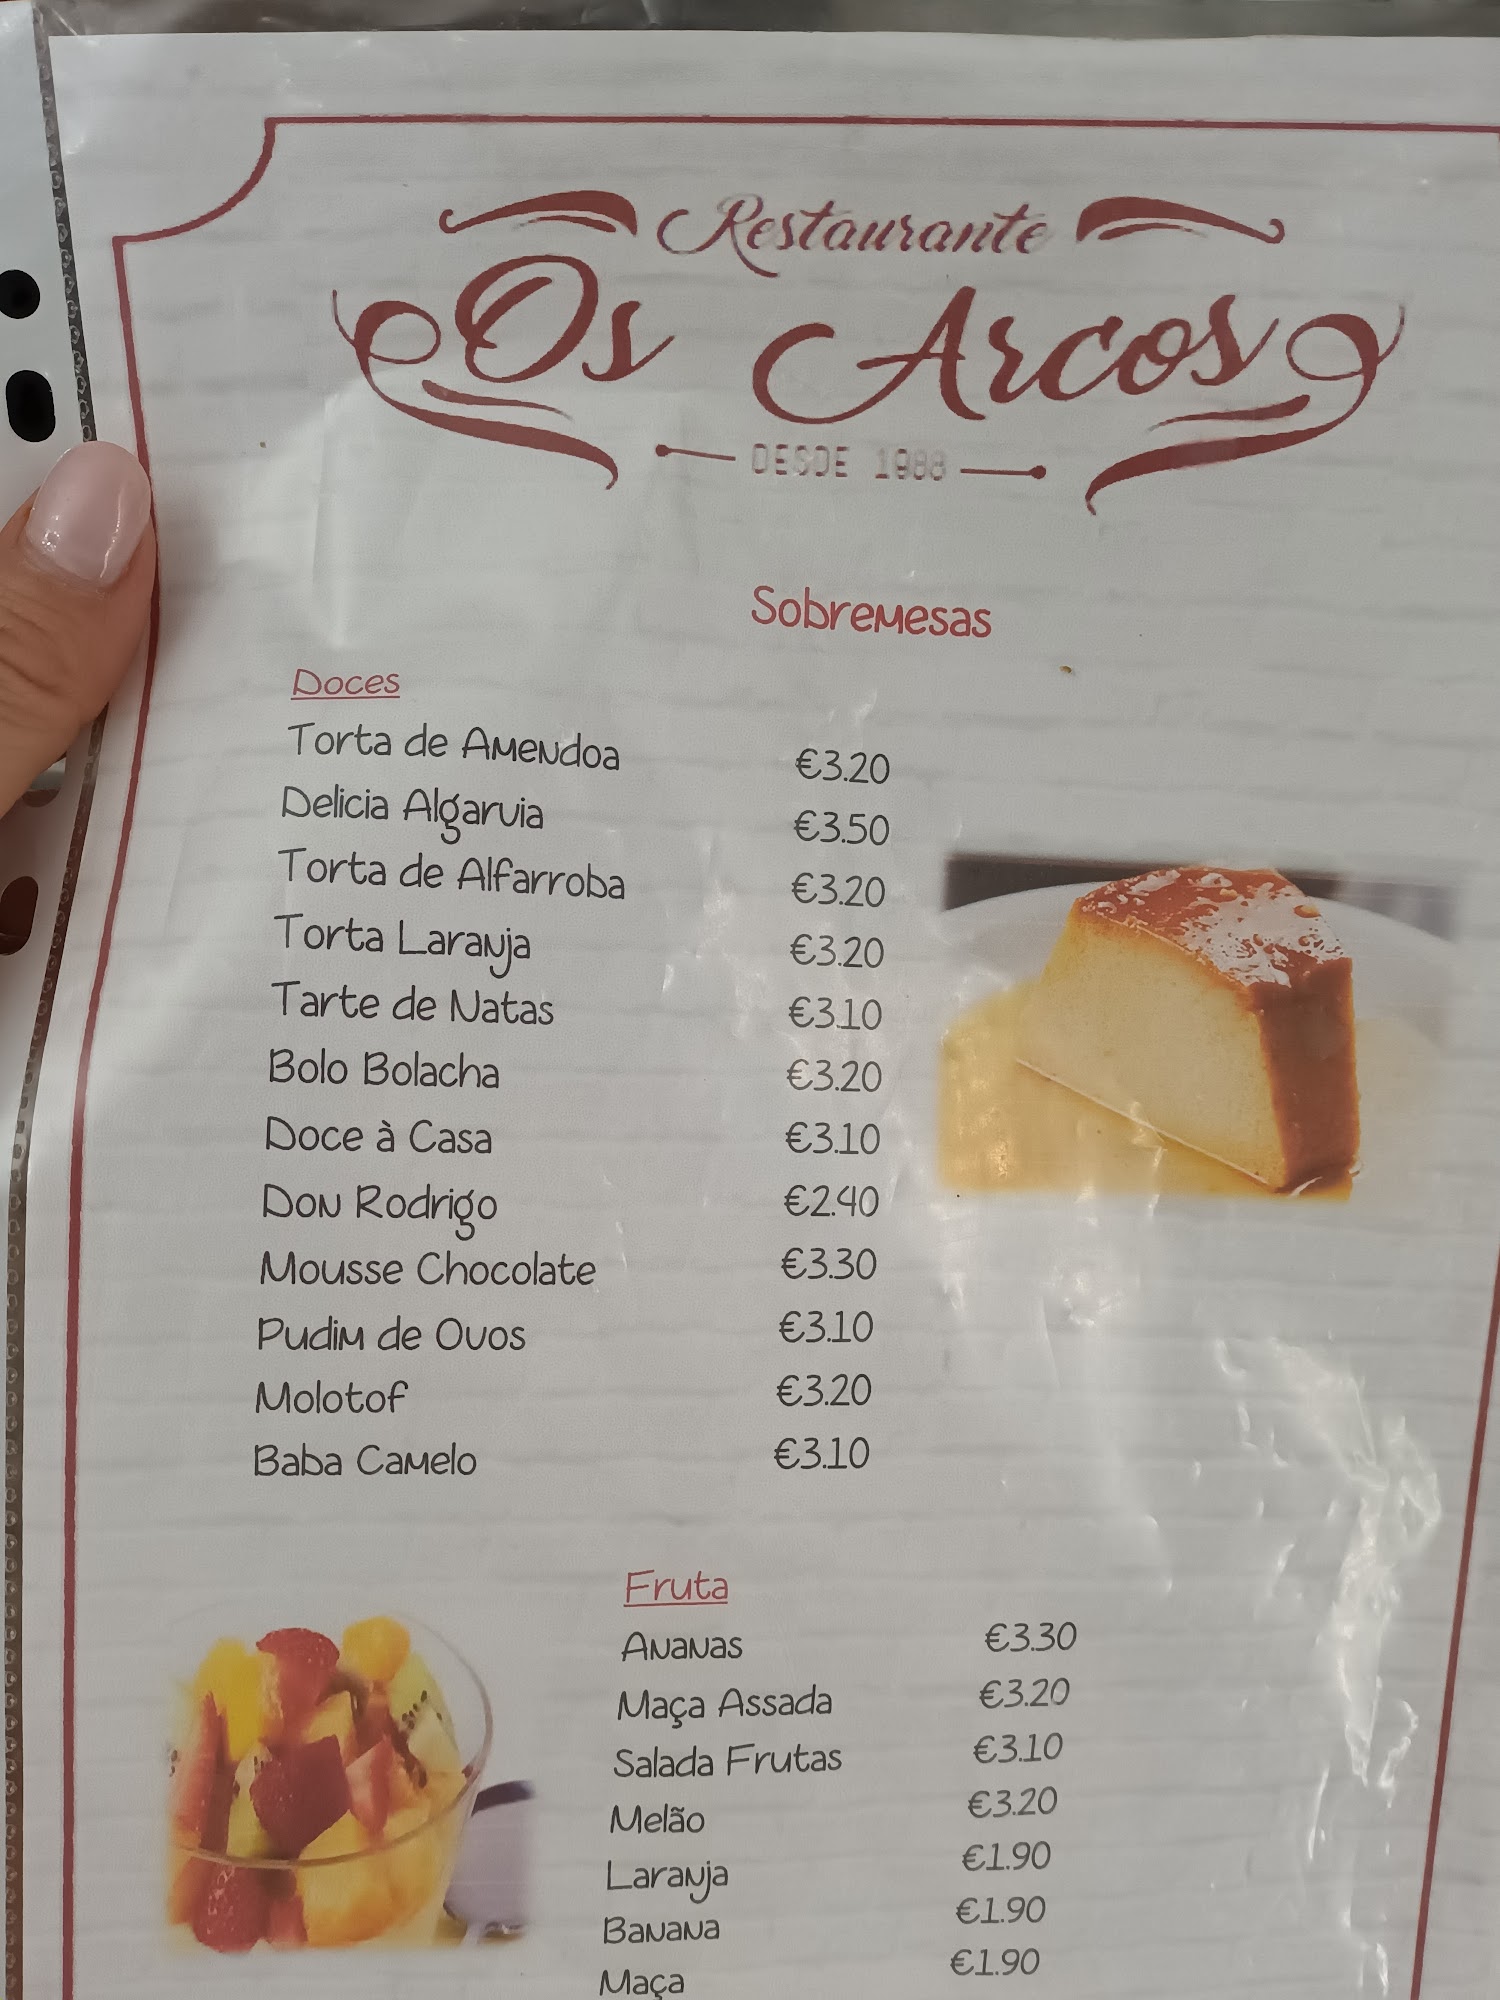 Restaurante
Os Arcos
DESDE 1988
Sobremesas
Doces
Torta de Amendoa €3.20
Delicia Algarvia €3.50
Torta de Alfarroba €3.20
Torta Laranja €3.20
Tarte de Natas €3.10
Bolo Bolacha €3.20
Doce à Casa €3.10
Don Rodrigo €2.40
Mousse Chocolate €3.30
Pudim de Ovos €3.10
Molotof €3.20
Baba Camelo €3.10
Fruta
Ananas €3.30
Maça Assada €3.20
Salada Frutas €3.10
Melão €3.20
Laranja €1.90
Banana €1.90
Maça €1.90